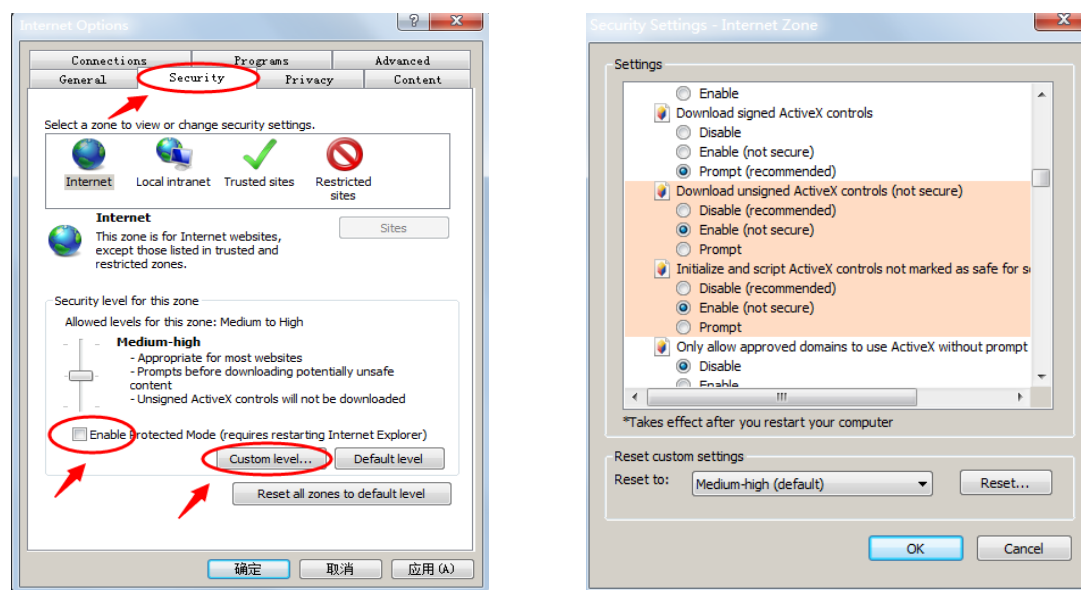 Internet Options
Connections Programs Advanced
General Security Privacy Content
Select a zone to view or change security settings.
Internet Local intranet Trusted sites Restricted
sites
Internet
This zone is for Internet websites,
except those listed in trusted and
restricted zones.
Sites
Security level for this zone
Allowed levels for this zone: Medium to High
Medium-high
- Appropriate for most websites
- Prompts before downloading potentially unsafe
content
- Unsigned ActiveX controls will not be downloaded
Enable Protected Mode (requires restarting Internet Explorer)
Custom level... Default level
Reset all zones to default level
确定 取消 应用(A)
Security Settings - Internet Zone
Settings
Enable
Download signed ActiveX controls
Disable
Enable (not secure)
Prompt (recommended)
Download unsigned ActiveX controls (not secure)
Disable (recommended)
Enable (not secure)
Prompt
Initialize and script ActiveX controls not marked as safe for s
Disable (recommended)
Enable (not secure)
Prompt
Only allow approved domains to use ActiveX without prompt
Disable
Enable
*Takes effect after you restart your computer
Reset custom settings
Reset to: Medium-high (default) Reset...
OK Cancel